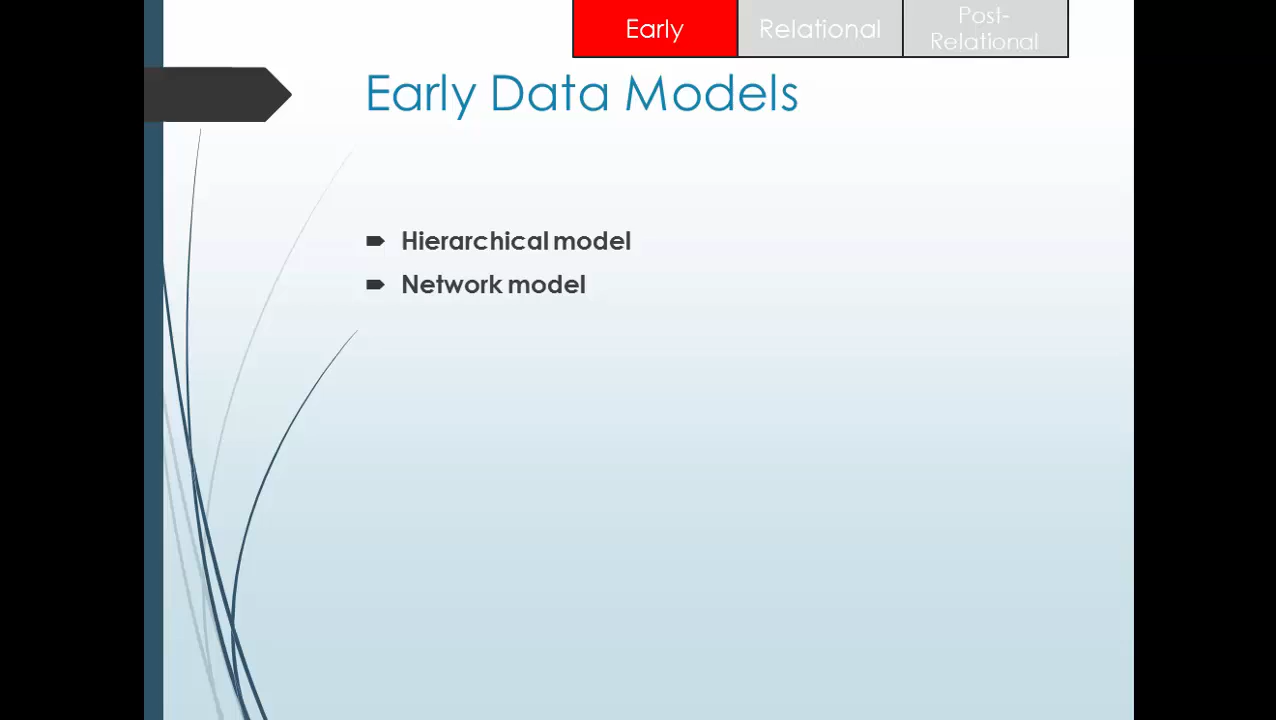 Early
Relational
Post-
Relational
Early Data Models
Hierarchical model
Network model